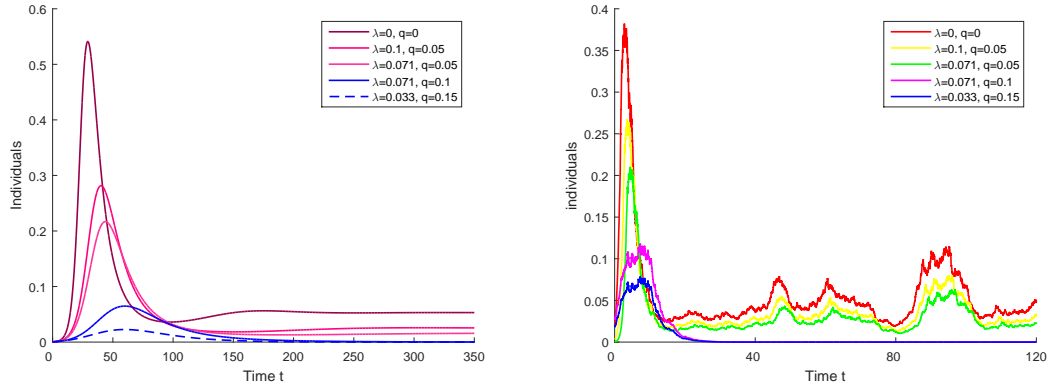 0.6
0.5
0.4
0.3
0.2
0.1
0
Individuals
0 50 100 150 200 250 300 350
Time t
λ=0, q=0
λ=0.1, q=0.05
λ=0.071, q=0.05
λ=0.071, q=0.1
λ=0.033, q=0.15
0.4
0.35
0.3
0.25
0.2
0.15
0.1
0.05
0
individuals
0 40 80 120
Time t
λ=0, q=0
λ=0.1, q=0.05
λ=0.071, q=0.05
λ=0.071, q=0.1
λ=0.033, q=0.15